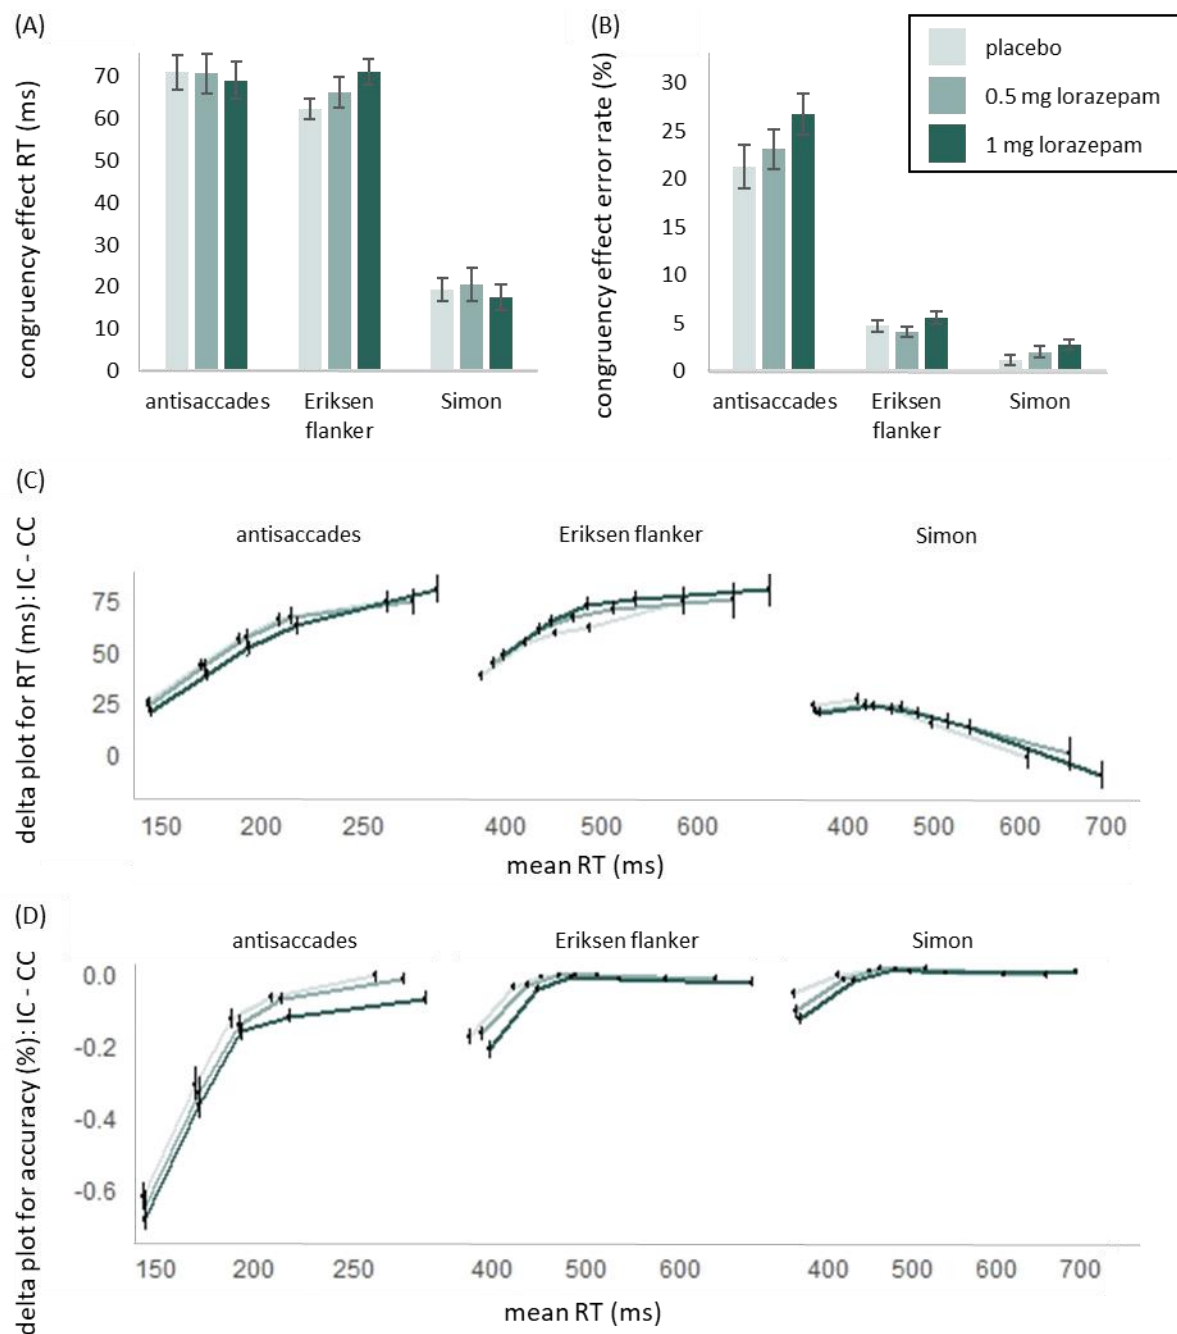 (A)
congruency effect RT (ms)
70
60
50
40
30
20
10
0
antisaccades
Eriksen
flanker
Simon
(B)
congruency effect error rate (%)
30
25
20
15
10
5
0
antisaccades
Eriksen
flanker
Simon
placebo
0.5 mg lorazepam
1 mg lorazepam
(C)
delta plot for RT (ms): IC - CC
antisaccades
Eriksen flanker
Simon
75
50
25
0
150 200 250
400 500 600
400 500 600 700
mean RT (ms)
(D)
delta plot for accuracy (%): IC - CC
antisaccades
Eriksen flanker
Simon
0.0
-0.2
-0.4
-0.6
150 200 250
400 500 600
400 500 600 700
mean RT (ms)